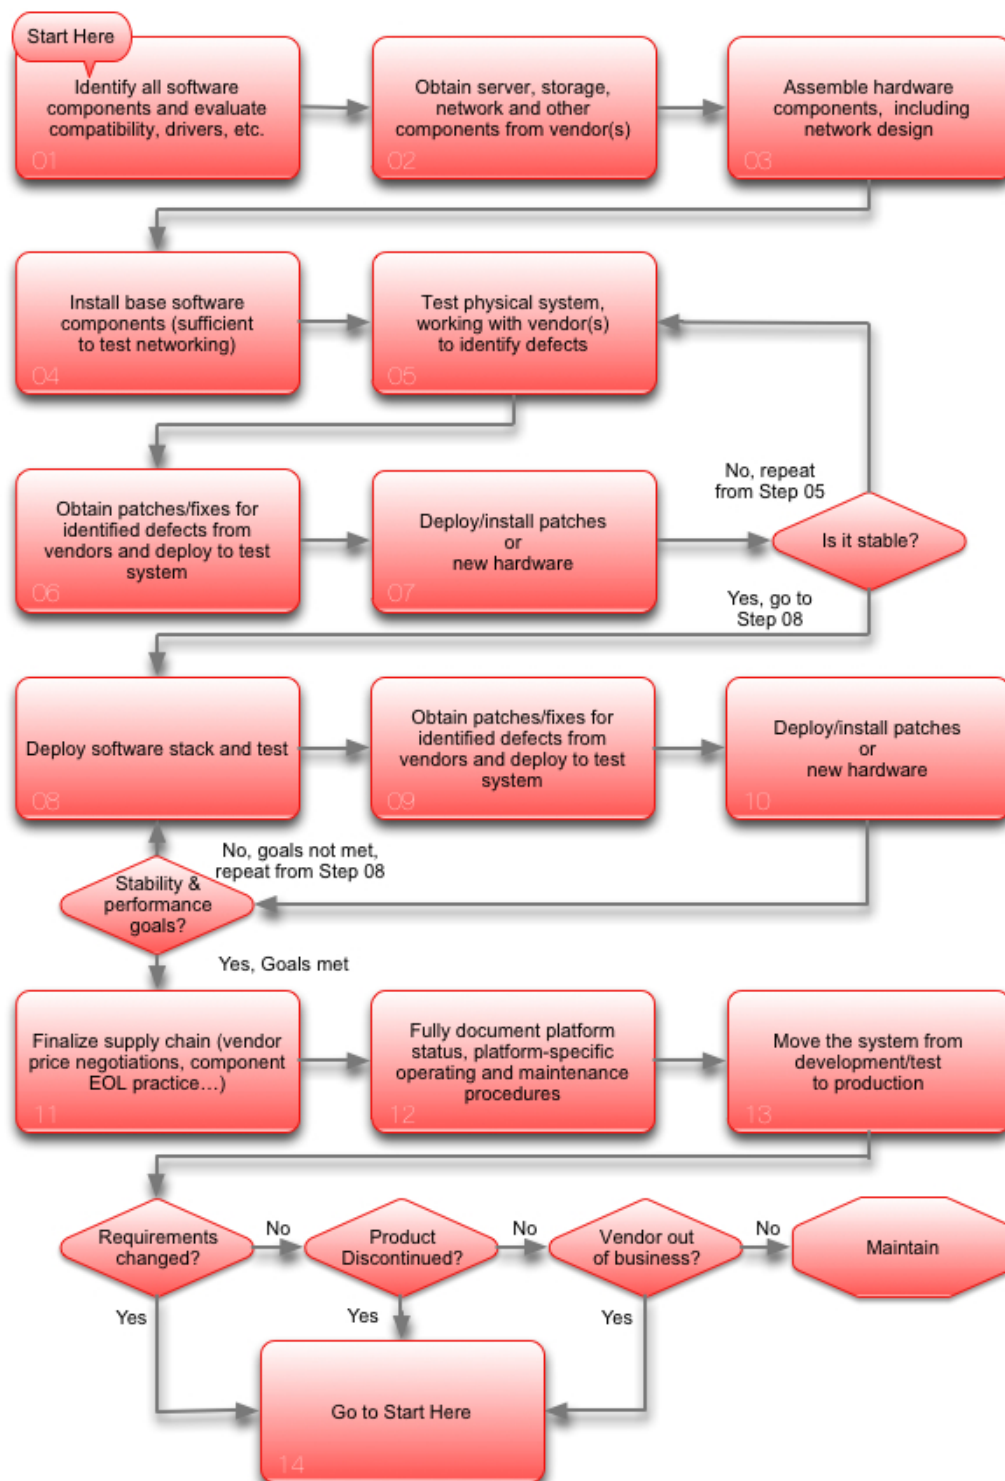 Start Here
Identify all software
components and evaluate
compatibility, drivers, etc.
01
Obtain server, storage,
network and other
components from vendor(s)
02
Assemble hardware
components, including
network design
03
Install base software
components (sufficient
to test networking)
04
Test physical system,
working with vendor(s)
to identify defects
05
Obtain patches/fixes for
identified defects from
vendors and deploy to test
system
06
Deploy/install patches
or
new hardware
07
No, repeat
from Step 05
Is it stable?
Yes, go to
Step 08
Deploy software stack and test
08
Obtain patches/fixes for
identified defects from
vendors and deploy to test
system
09
Deploy/install patches
or
new hardware
10
No, goals not met,
repeat from Step 08
Stability &
performance
goals?
Yes, Goals met
Finalize supply chain (vendor
price negotiations, component
EOL practice…)
11
Fully document platform
status, platform-specific
operating and maintenance
procedures
12
Move the system from
development/test
to production
13
Requirements
changed?
No
Product
Discontinued?
No
Vendor out
of business?
No
Maintain
Yes
Yes
Yes
Go to Start Here
14